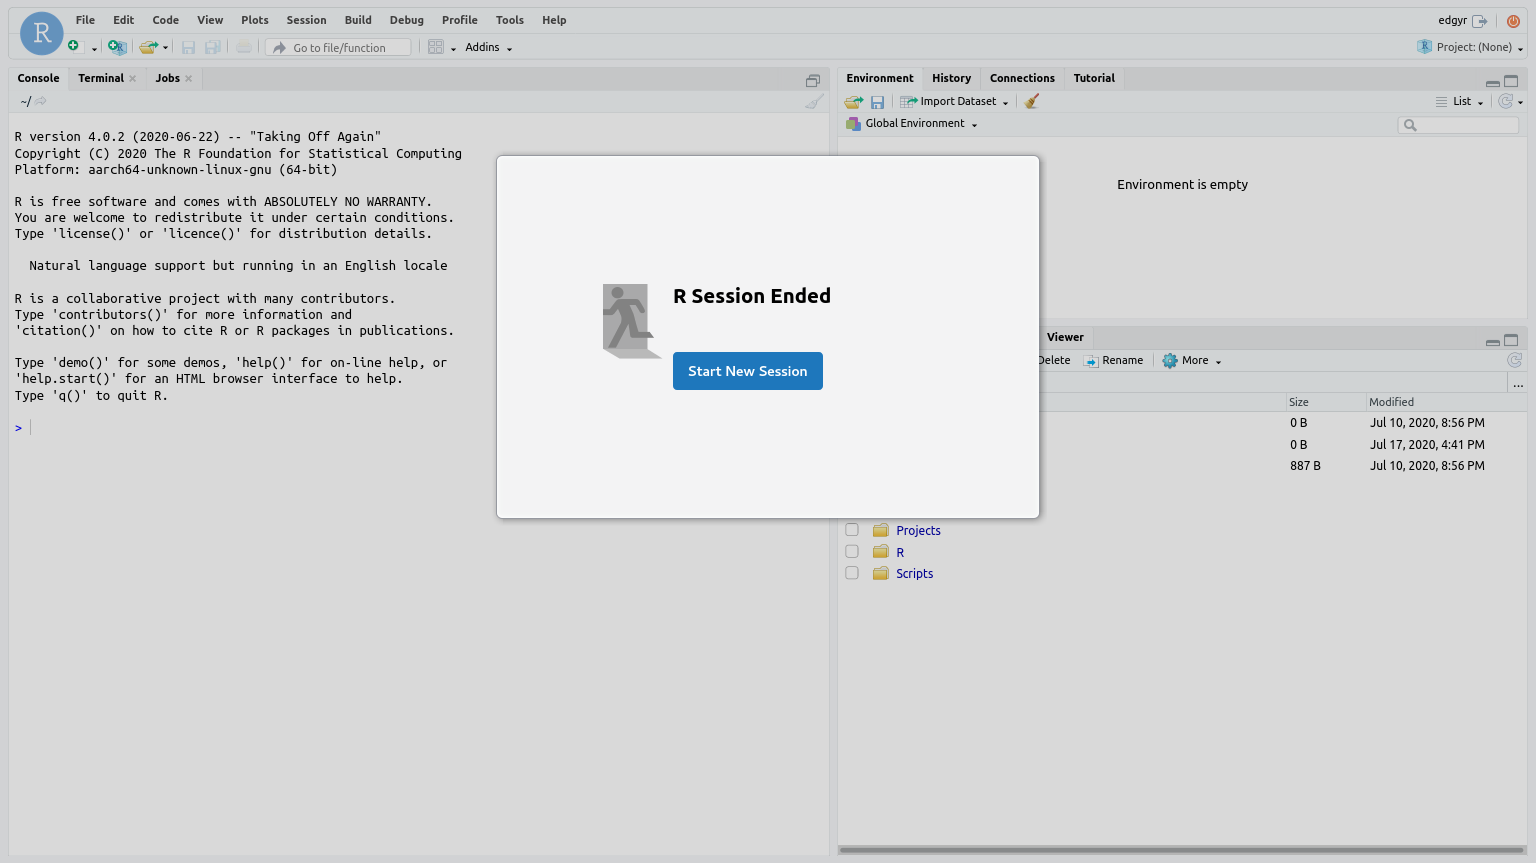 R
File Edit Code View Plots Session Build Debug Profile Tools Help
edgyr
Go to file/function
Addins
Project: (None)
Console Terminal Jobs
~/
R version 4.0.2 (2020-06-22) -- "Taking Off Again"
Copyright (C) 2020 The R Foundation for Statistical Computing
Platform: aarch64-unknown-linux-gnu (64-bit)
R is free software and comes with ABSOLUTELY NO WARRANTY.
You are welcome to redistribute it under certain conditions.
Type 'license()' or 'licence()' for distribution details.
Natural language support but running in an English locale
R is a collaborative project with many contributors.
Type 'contributors()' for more information and
'citation()' on how to cite R or R packages in publications.
Type 'demo()' for some demos, 'help()' for on-line help, or
'help.start()' for an HTML browser interface to help.
Type 'q()' to quit R.
>
R Session Ended
Start New Session
Environment History Connections Tutorial
Import Dataset
List
Global Environment
Environment is empty
Viewer
Delete Rename More
...
Size Modified
0 B Jul 10, 2020, 8:56 PM
0 B Jul 17, 2020, 4:41 PM
887 B Jul 10, 2020, 8:56 PM
Projects
R
Scripts